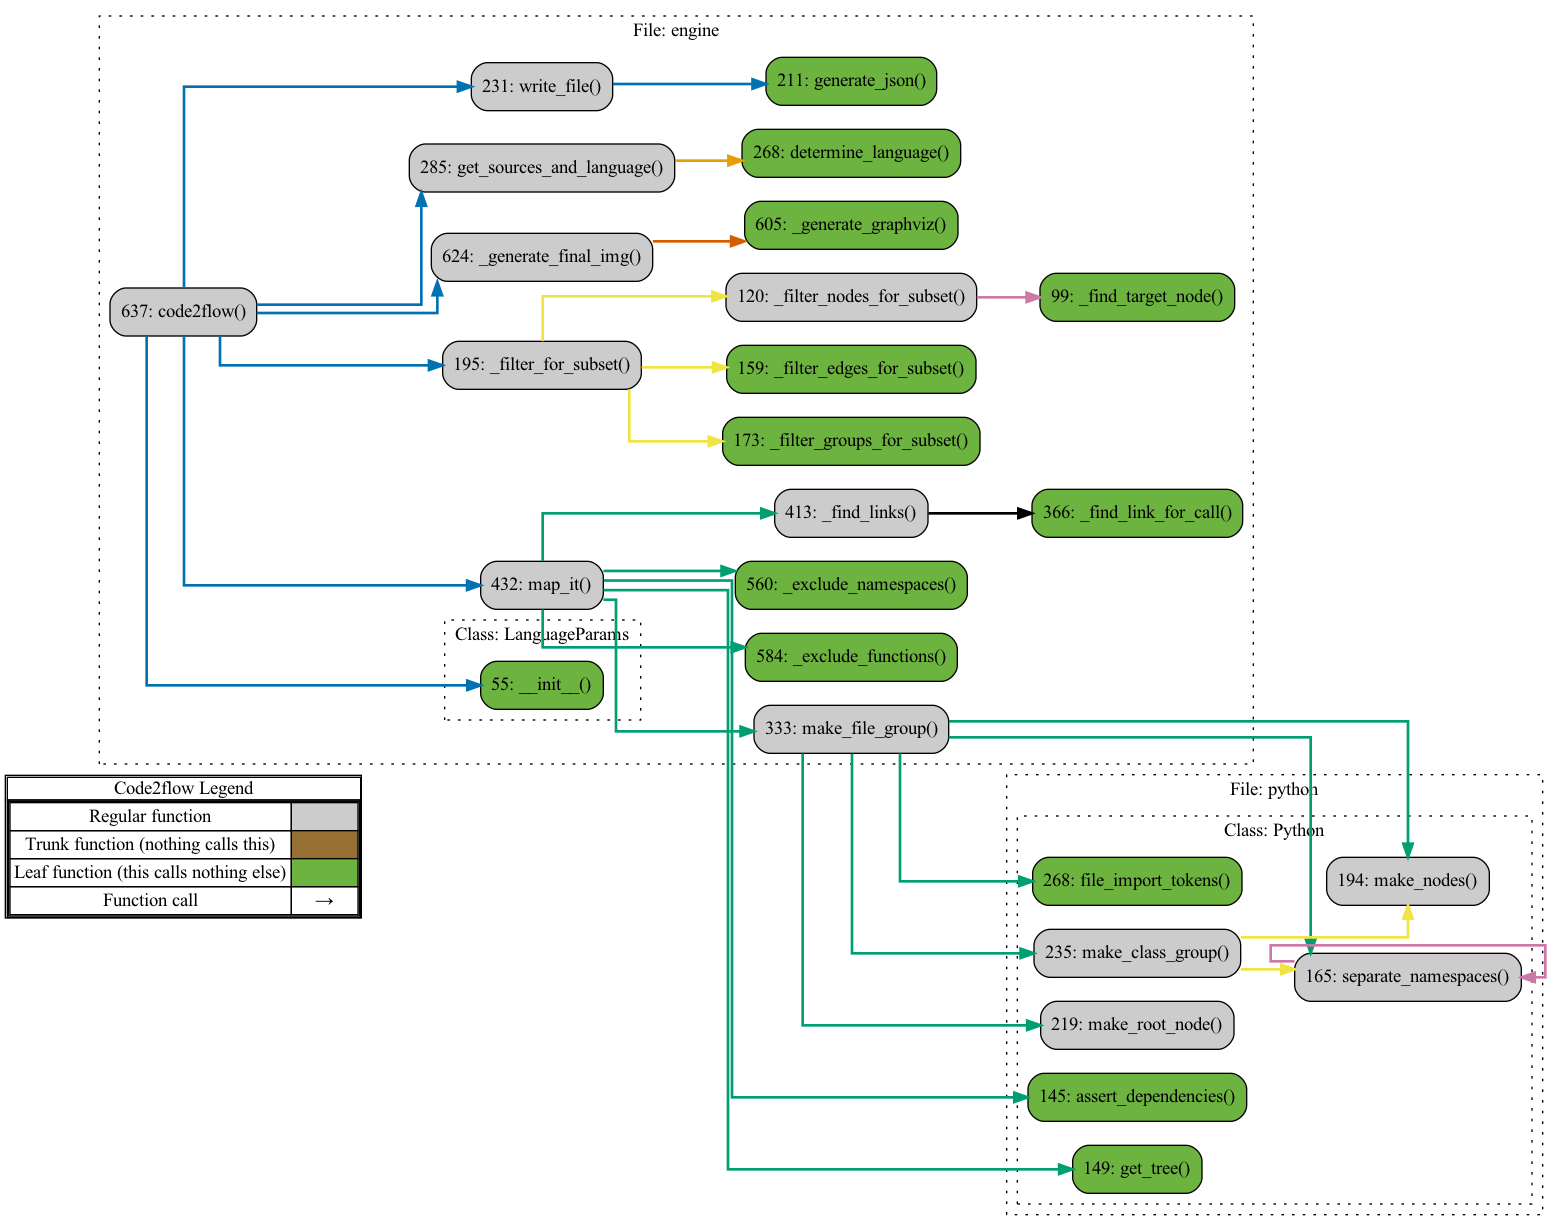 File: engine
231: write_file()
211: generate_json()
285: get_sources_and_language()
268: determine_language()
624: _generate_final_img()
605: _generate_graphviz()
637: code2flow()
120: _filter_nodes_for_subset()
99: _find_target_node()
195: _filter_for_subset()
159: _filter_edges_for_subset()
173: _filter_groups_for_subset()
413: _find_links()
366: _find_link_for_call()
432: map_it()
560: _exclude_namespaces()
Class: LanguageParams
584: _exclude_functions()
55: __init__()
333: make_file_group()
Code2flow Legend
Regular function
Trunk function (nothing calls this)
Leaf function (this calls nothing else)
Function call →
File: python
Class: Python
268: file_import_tokens()
194: make_nodes()
235: make_class_group()
165: separate_namespaces()
219: make_root_node()
145: assert_dependencies()
149: get_tree()